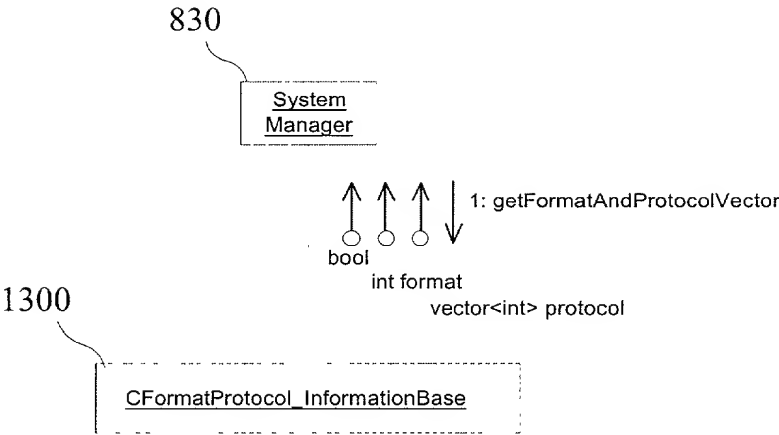 830
System
Manager
1: getFormatAndProtocolVector
bool
int format
vector<int> protocol
1300
CFormatProtocol_InformationBase